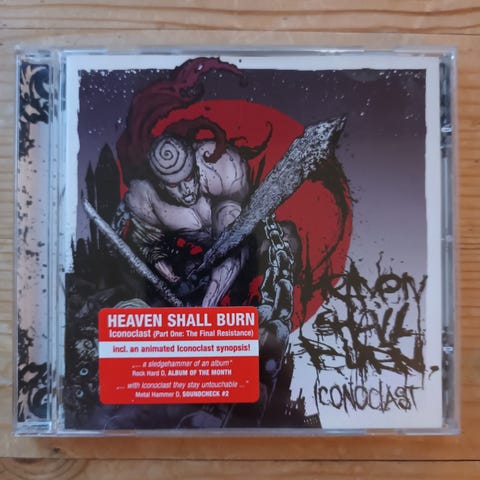 HEAVEN
SHALL
BURN
ICONOCLAST
HEAVEN SHALL BURN
Iconoclast (Part One: The Final Resistance)
incl. an animated Iconoclast synopsis!
„... a sledgehammer of an album"
Rock Hard D, ALBUM OF THE MONTH
„... with Iconoclast they stay untouchable ..."
Metal Hammer D, SOUNDCHECK #2